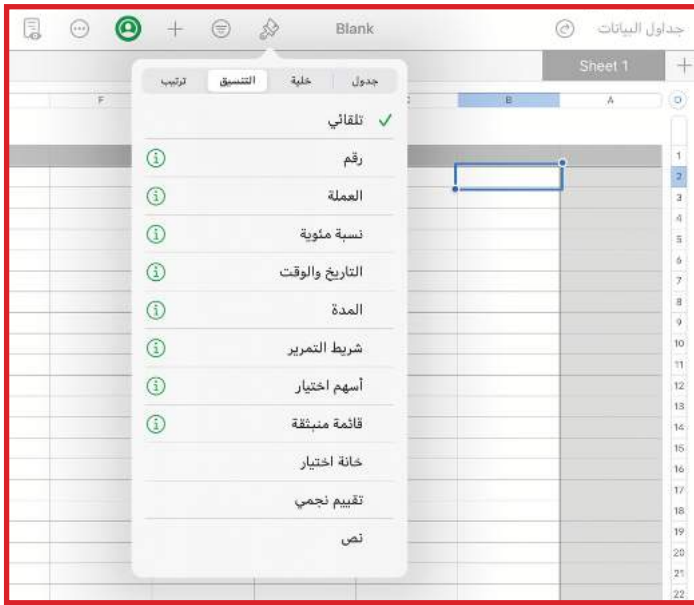 جداول البيانات
Blank
Sheet 1
جدول خلية التنسيق ترتيب
A B F
تلقائي
رقم
العملة
نسبة مئوية
التاريخ والوقت
المدة
شريط التمرير
أسهم اختيار
قائمة منبثقة
خانة اختيار
تقييم نجمي
نص
1
2
3
4
5
6
7
8
9
10
11
12
13
14
15
16
17
18
19
20
21
22